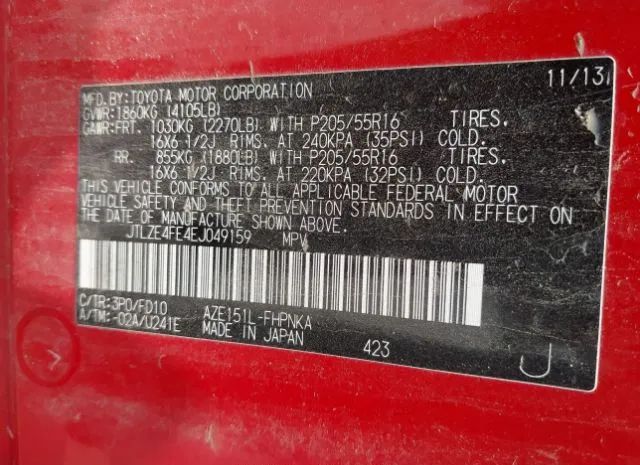 11/13
MFD.BY:TOYOTA MOTOR CORPORATION
GVWR:1860KG (4105LB)
GAWR:FRT. 1030KG (2270LB) WITH P205/55R16 TIRES.
16X6 1/2J RIMS. AT 240KPA (35PSI) COLD.
RR. 855KG (1880LB) WITH P205/55R16 TIRES.
16X6 1/2J RIMS. AT 220KPA (32PSI) COLD.
THIS VEHICLE CONFORMS TO ALL APPLICABLE FEDERAL MOTOR
VEHICLE SAFETY AND THEFT PREVENTION STANDARDS IN EFFECT ON
THE DATE OF MANUFACTURE SHOWN ABOVE.
JTLZE4FE4EJ049159 MPV
C/TR:3P0/FD10 AZE151L-FHPNKA
A/TM:-02A/U241E MADE IN JAPAN
423
U